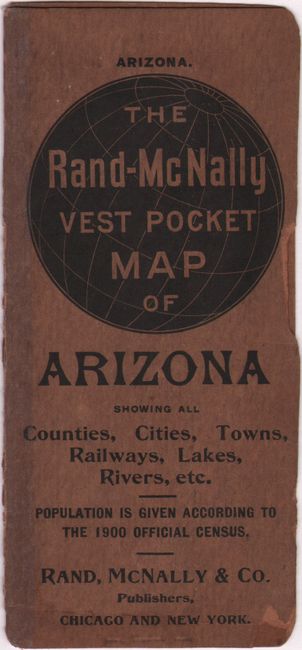 ARIZONA.
THE
Rand-McNally
VEST POCKET
MAP
OF
ARIZONA
SHOWING ALL
Counties, Cities, Towns,
Railways, Lakes,
Rivers, etc.
POPULATION IS GIVEN ACCORDING TO
THE 1900 OFFICIAL CENSUS.
RAND, MCNALLY & CO.
Publishers,
CHICAGO AND NEW YORK.